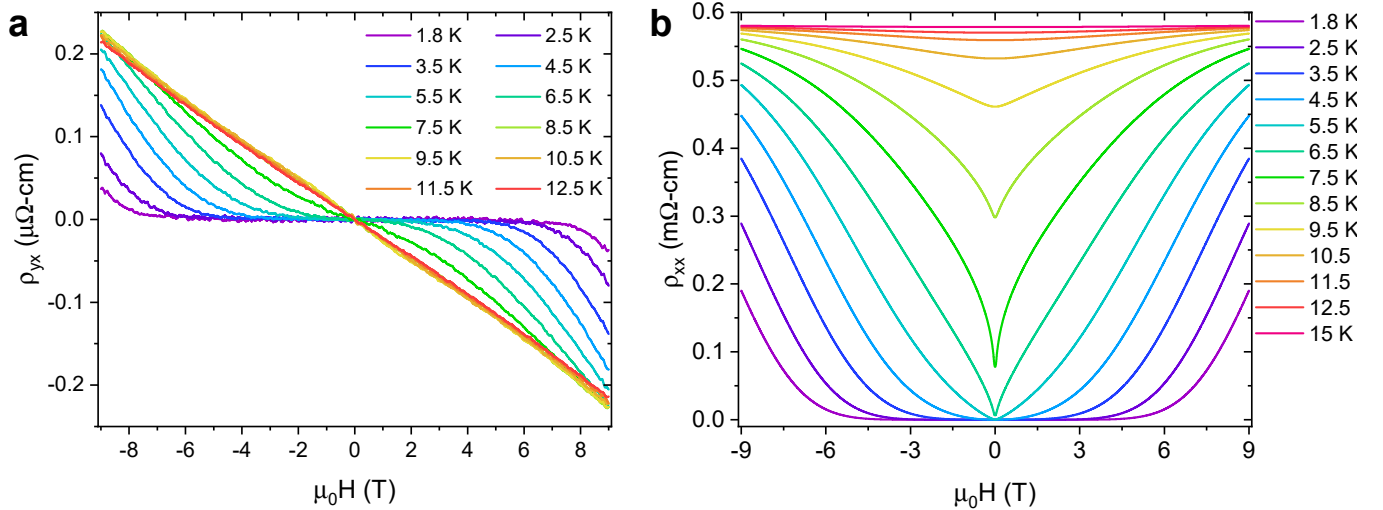 a
0.2
0.1
0.0
-0.1
-0.2
ρyx (μΩ-cm)
-8 -6 -4 -2 0 2 4 6 8
μ0H (T)
1.8 K 2.5 K
3.5 K 4.5 K
5.5 K 6.5 K
7.5 K 8.5 K
9.5 K 10.5 K
11.5 K 12.5 K
b
0.6
0.5
0.4
0.3
0.2
0.1
0.0
ρxx (mΩ-cm)
-9 -6 -3 0 3 6 9
μ0H (T)
1.8 K
2.5 K
3.5 K
4.5 K
5.5 K
6.5 K
7.5 K
8.5 K
9.5 K
10.5
11.5
12.5
15 K